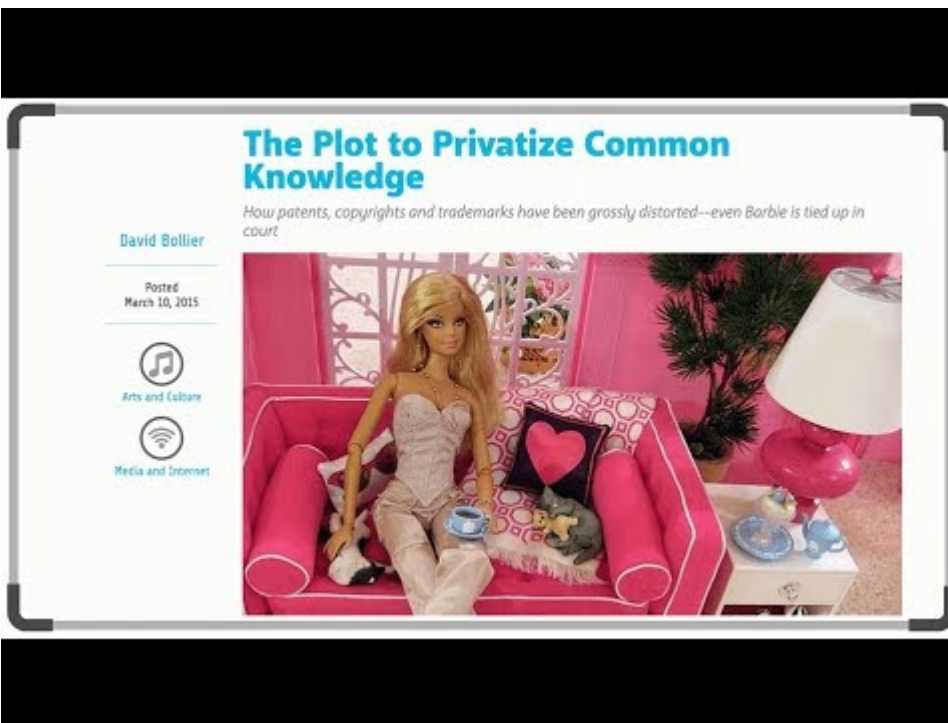 The Plot to Privatize Common
Knowledge
How patents, copyrights and trademarks have been grossly distorted--even Barbie is tied up in
court
David Bollier
Posted
March 10, 2015
Arts and Culture
Media and Internet